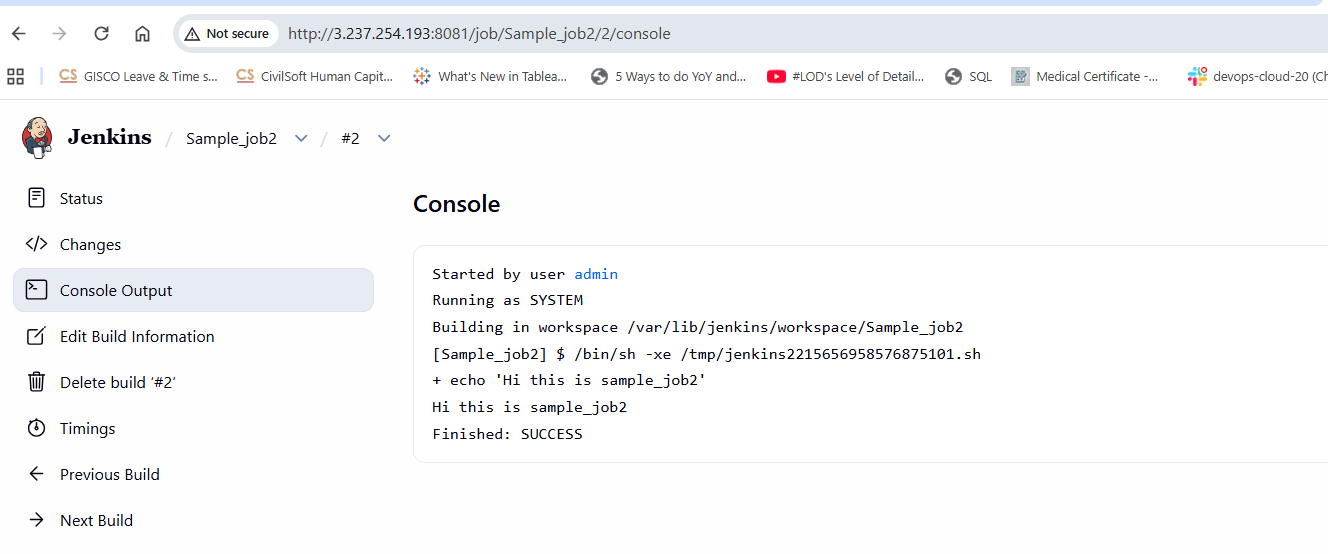 Not secure http://3.237.254.193:8081/job/Sample_job2/2/console
CS GISCO Leave & Time s... CS CivilSoft Human Capit... What's New in Tablea... 5 Ways to do YoY and... #LOD's Level of Detail... SQL Medical Certificate -... devops-cloud-20 (Ch
Jenkins / Sample_job2 / #2
Status
Changes
Console Output
Edit Build Information
Delete build ‘#2’
Timings
Previous Build
Next Build
Console
Started by user admin
Running as SYSTEM
Building in workspace /var/lib/jenkins/workspace/Sample_job2
[Sample_job2] $ /bin/sh -xe /tmp/jenkins2215656958576875101.sh
+ echo 'Hi this is sample_job2'
Hi this is sample_job2
Finished: SUCCESS